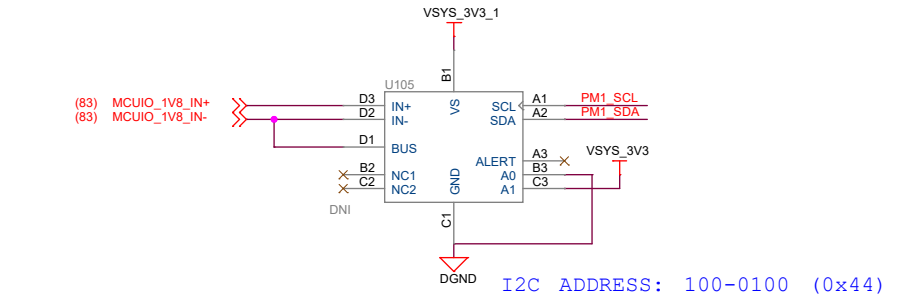 VSYS_3V3_1
B1
U105
(83) MCUIO_1V8_IN+ D3 IN+ VS SCL A1 PM1_SCL
(83) MCUIO_1V8_IN- D2 IN- SDA A2 PM1_SDA
D1 BUS
VSYS_3V3
ALERT A3
B2 NC1 GND A0 B3
C2 NC2 A1 C3
DNI
C1
DGND
I2C ADDRESS: 100-0100 (0x44)